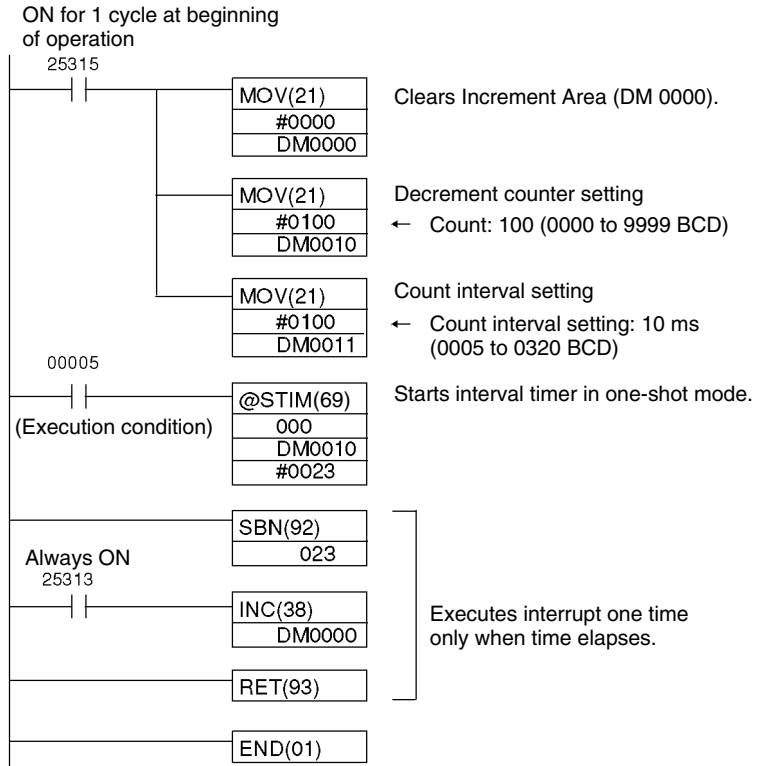 ON for 1 cycle at beginning
of operation
25315
MOV(21)
#0000
DM0000
Clears Increment Area (DM 0000).
MOV(21)
#0100
DM0010
Decrement counter setting
← Count: 100 (0000 to 9999 BCD)
MOV(21)
#0100
DM0011
Count interval setting
← Count interval setting: 10 ms
(0005 to 0320 BCD)
00005
(Execution condition)
@STIM(69)
000
DM0010
#0023
Starts interval timer in one-shot mode.
SBN(92)
023
Always ON
25313
INC(38)
DM0000
Executes interrupt one time
only when time elapses.
RET(93)
END(01)